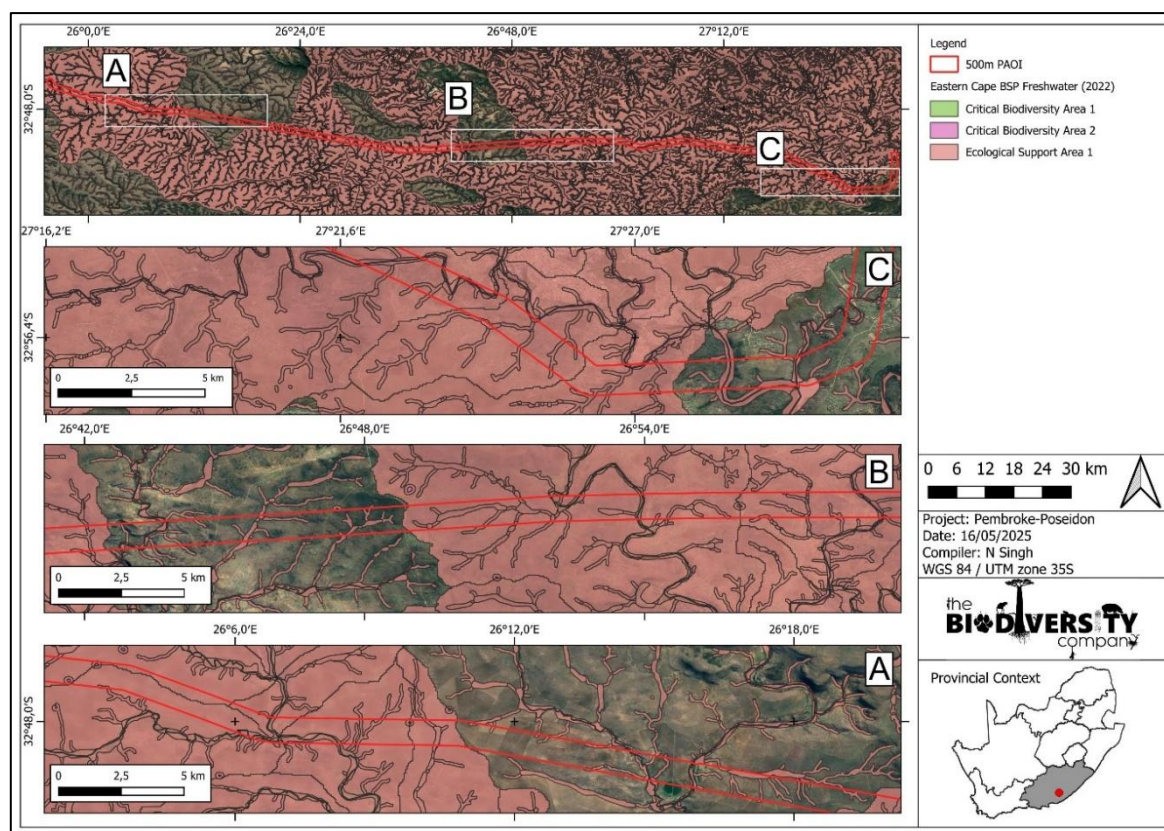 26°0,0'E 26°24,0'E 26°48,0'E 27°12,0'E
32°48,0'S
A
B
C
27°16,2'E 27°21,6'E 27°27,0'E
32°56,4'S
C
0 2,5 5 km
26°42,0'E 26°48,0'E 26°54,0'E
B
0 2,5 5 km
26°6,0'E 26°12,0'E 26°18,0'E
32°48,0'S
A
0 2,5 5 km
Legend
500m PAOI
Eastern Cape BSP Freshwater (2022)
Critical Biodiversity Area 1
Critical Biodiversity Area 2
Ecological Support Area 1
0 6 12 18 24 30 km
Project: Pembroke-Poseidon
Date: 16/05/2025
Compiler: N Singh
WGS 84 / UTM zone 35S
the
BIODIVERSITY
company
Provincial Context